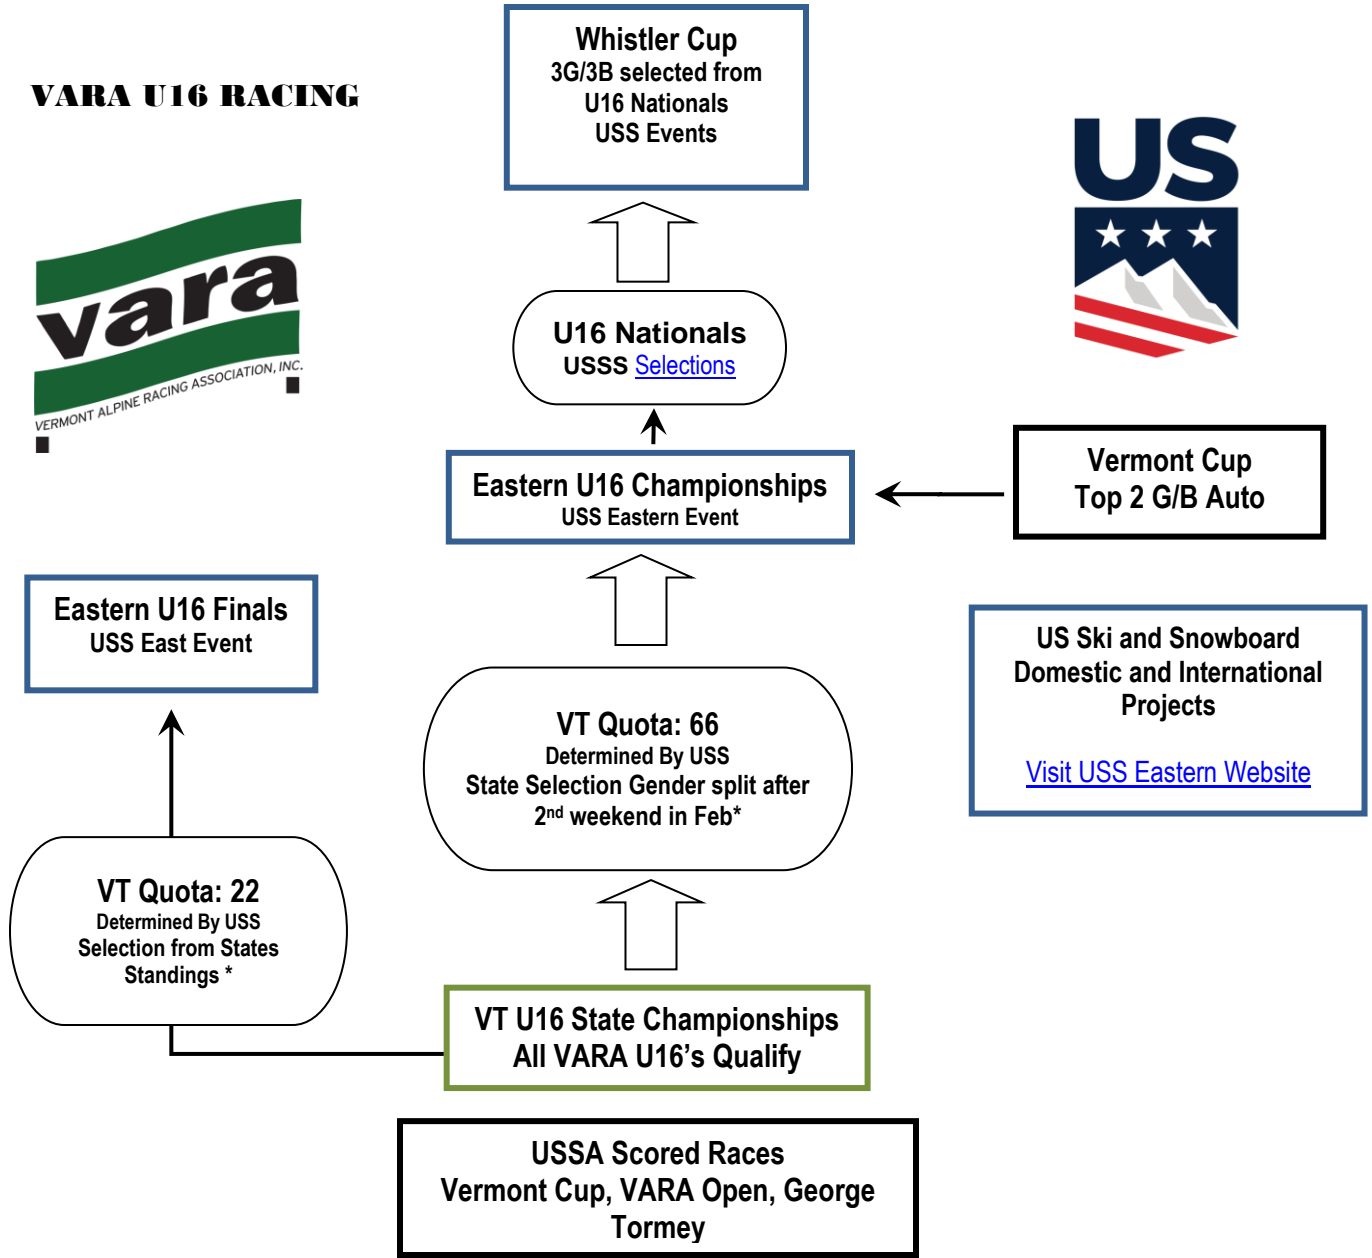 Whistler Cup
3G/3B selected from
U16 Nationals
USS Events
VARA U16 RACING
US
vara
VERMONT ALPINE RACING ASSOCIATION, INC.
U16 Nationals
USSS Selections
Vermont Cup
Top 2 G/B Auto
Eastern U16 Championships
USS Eastern Event
Eastern U16 Finals
USS East Event
US Ski and Snowboard
Domestic and International
Projects
Visit USS Eastern Website
VT Quota: 66
Determined By USS
State Selection Gender split after
2nd weekend in Feb*
VT Quota: 22
Determined By USS
Selection from States
Standings *
VT U16 State Championships
All VARA U16’s Qualify
USSA Scored Races
Vermont Cup, VARA Open, George
Tormey